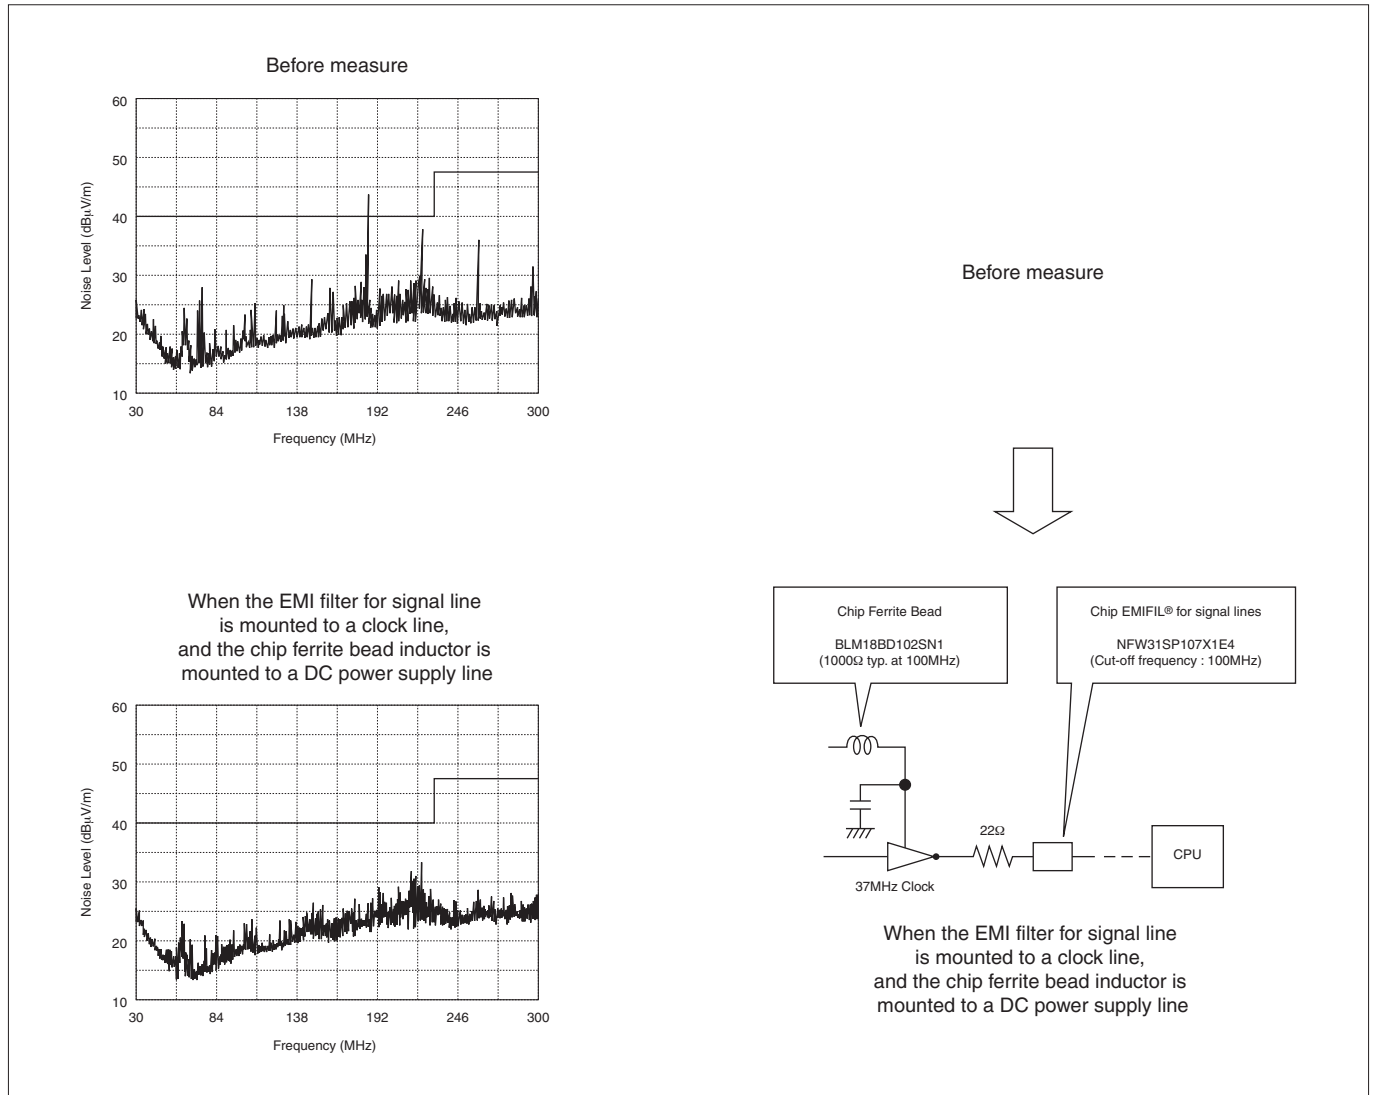 Before measure
60
50
40
30
20
10
Noise Level (dBµV/m)
30 84 138 192 246 300
Frequency (MHz)
When the EMI filter for signal line
is mounted to a clock line,
and the chip ferrite bead inductor is
mounted to a DC power supply line
60
50
40
30
20
10
Noise Level (dBµV/m)
30 84 138 192 246 300
Frequency (MHz)
Before measure
Chip Ferrite Bead
BLM18BD102SN1
(1000Ω typ. at 100MHz)
Chip EMIFIL® for signal lines
NFW31SP107X1E4
(Cut-off frequency : 100MHz)
22Ω
CPU
37MHz Clock
When the EMI filter for signal line
is mounted to a clock line,
and the chip ferrite bead inductor is
mounted to a DC power supply line